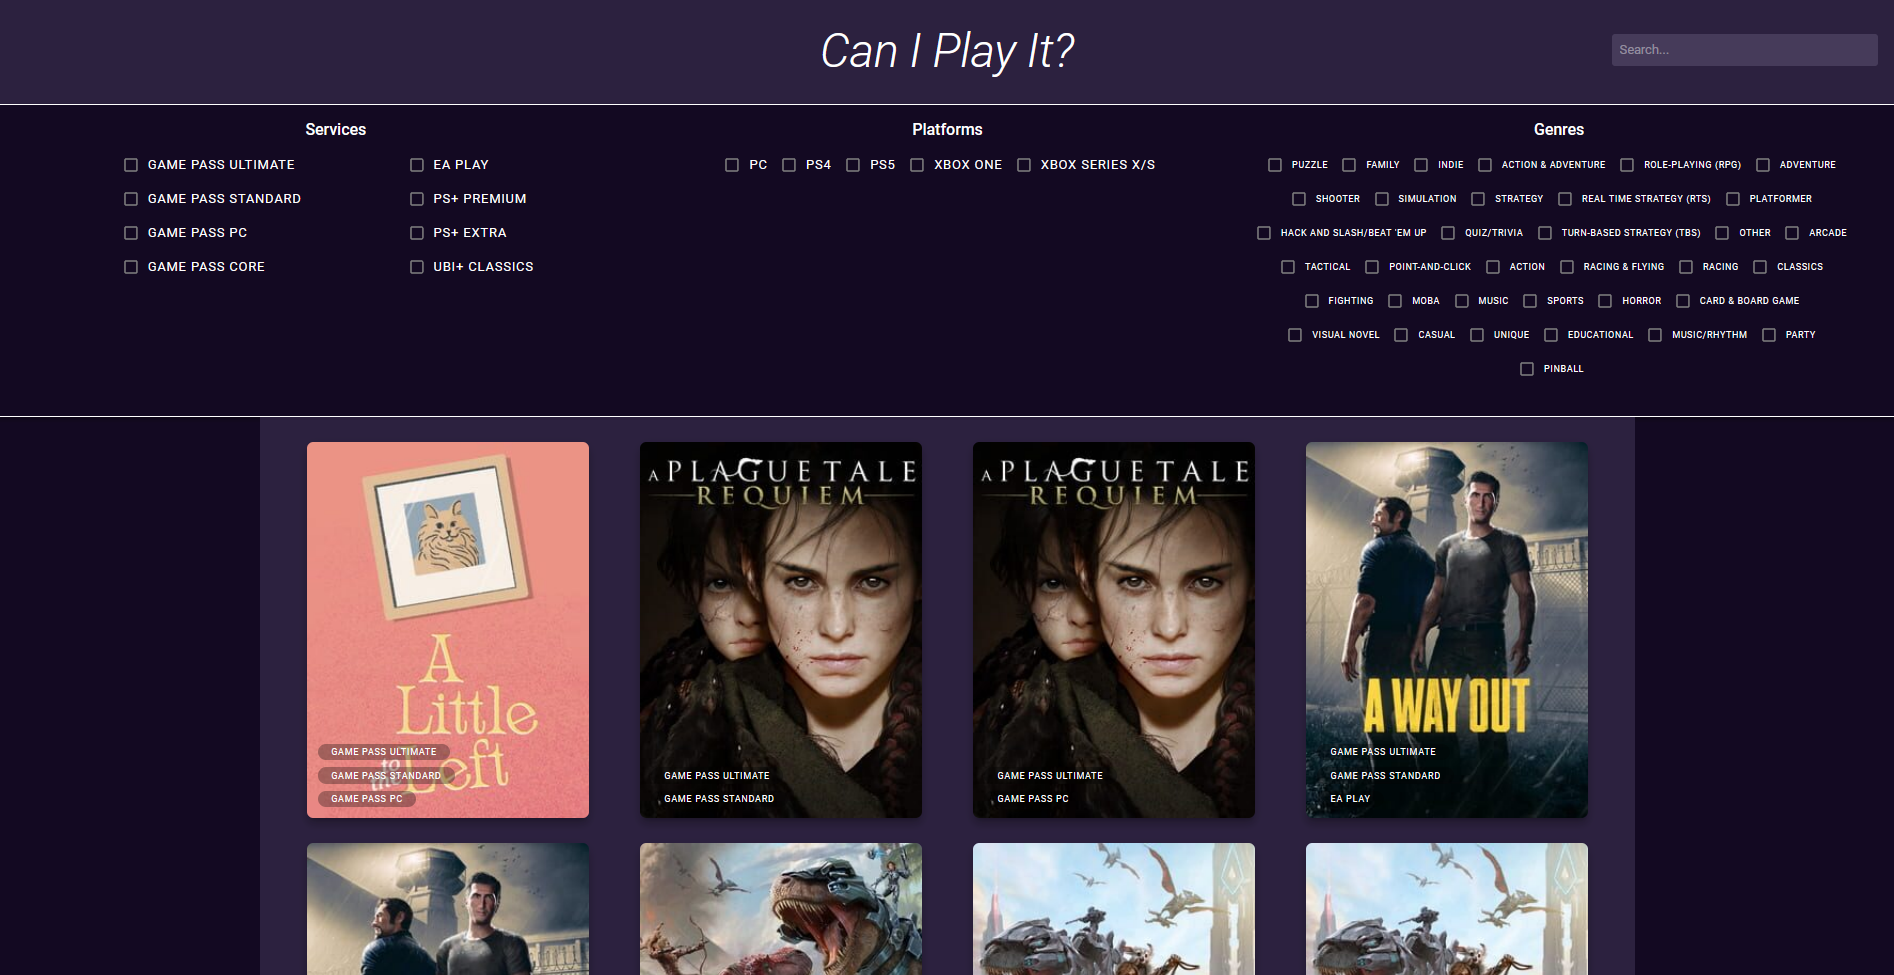 Can I Play It?
Search...
Services
GAME PASS ULTIMATE
EA PLAY
GAME PASS STANDARD
PS+ PREMIUM
GAME PASS PC
PS+ EXTRA
GAME PASS CORE
UBI+ CLASSICS
Platforms
PC PS4 PS5 XBOX ONE XBOX SERIES X/S
Genres
PUZZLE FAMILY INDIE ACTION & ADVENTURE ROLE-PLAYING (RPG) ADVENTURE
SHOOTER SIMULATION STRATEGY REAL TIME STRATEGY (RTS) PLATFORMER
HACK AND SLASH/BEAT 'EM UP QUIZ/TRIVIA TURN-BASED STRATEGY (TBS) OTHER ARCADE
TACTICAL POINT-AND-CLICK ACTION RACING & FLYING RACING CLASSICS
FIGHTING MOBA MUSIC SPORTS HORROR CARD & BOARD GAME
VISUAL NOVEL CASUAL UNIQUE EDUCATIONAL MUSIC/RHYTHM PARTY
PINBALL
A
Little
to the Left
GAME PASS ULTIMATE
GAME PASS STANDARD
GAME PASS PC
A PLAGUE TALE
REQUIEM
GAME PASS ULTIMATE
GAME PASS STANDARD
A PLAGUE TALE
REQUIEM
GAME PASS ULTIMATE
GAME PASS PC
A WAY OUT
GAME PASS ULTIMATE
GAME PASS STANDARD
EA PLAY